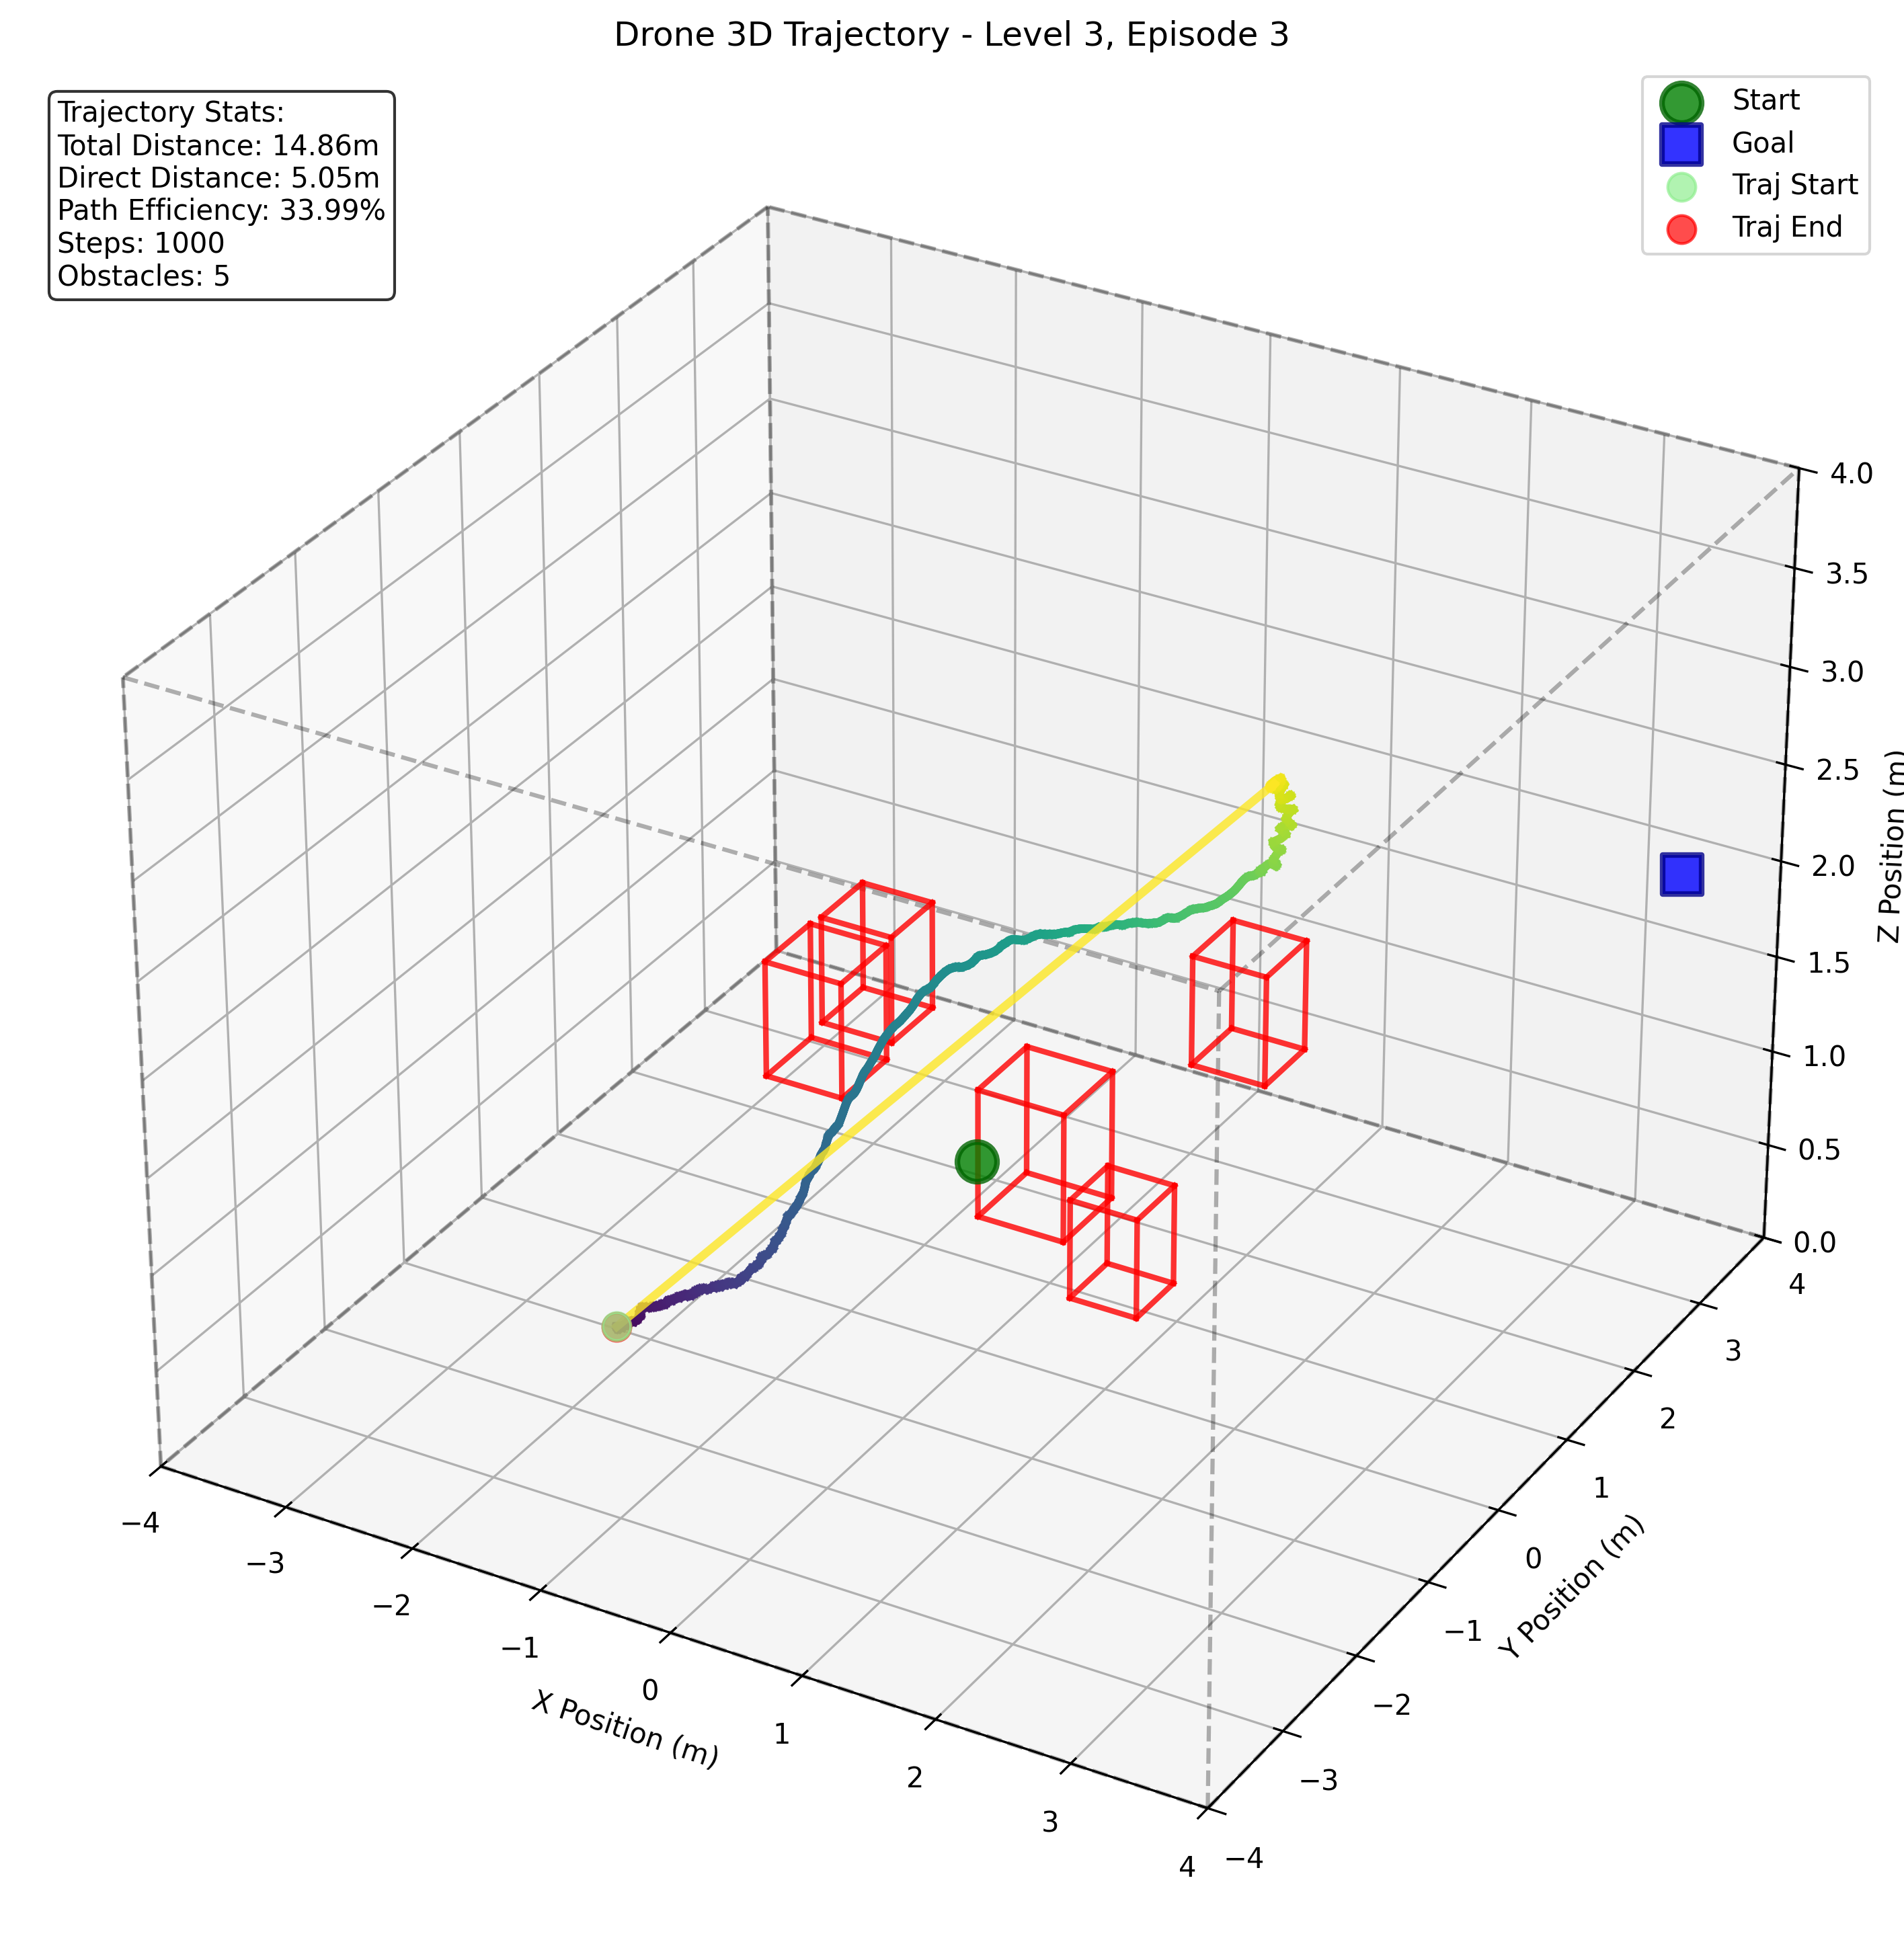 Drone 3D Trajectory - Level 3, Episode 3
Trajectory Stats:
Total Distance: 14.86m
Direct Distance: 5.05m
Path Efficiency: 33.99%
Steps: 1000
Obstacles: 5
Start
Goal
Traj Start
Traj End
4.0
3.5
3.0
2.5
2.0
1.5
1.0
0.5
0.0
Z Position (m)
4
3
2
1
0
−1
−2
−3
−4
Y Position (m)
−4
−3
−2
−1
0
1
2
3
4
X Position (m)